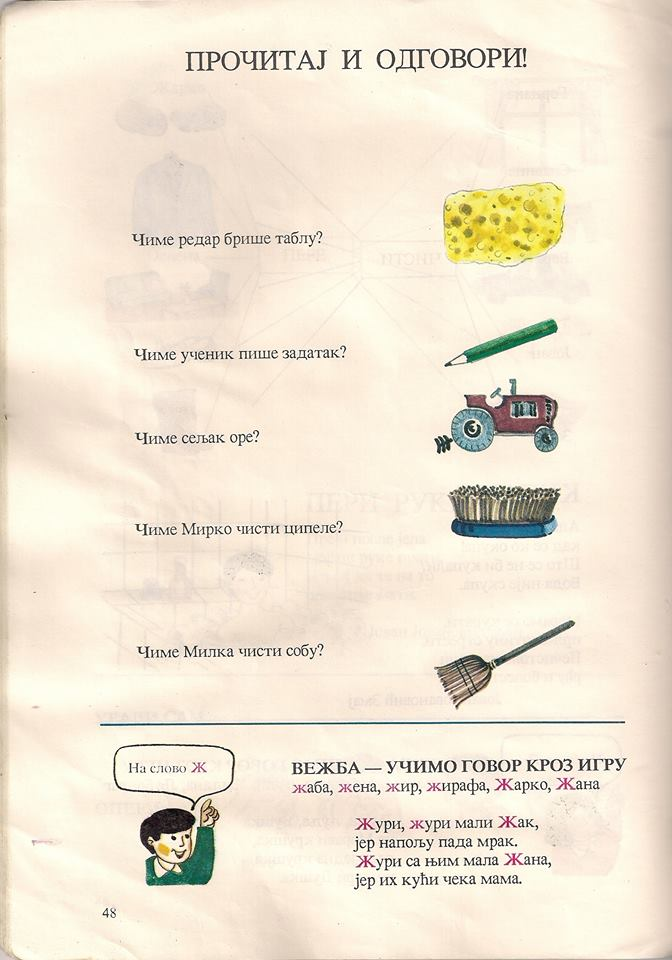 ПРОЧИТАЈ И ОДГОВОРИ!
Чиме редар брише таблу?
Чиме ученик пише задатак?
Чиме сељак оре?
Чиме Мирко чисти ципеле?
Чиме Милка чисти собу?
На слово Ж
ВЕЖБА — УЧИМО ГОВОР КРОЗ ИГРУ
жаба, жена, жир, жирафа, Жарко, Жана
Жури, жури мали Жак,
јер напољу пада мрак.
Жури са њим мала Жана,
јер их кући чека мама.
48